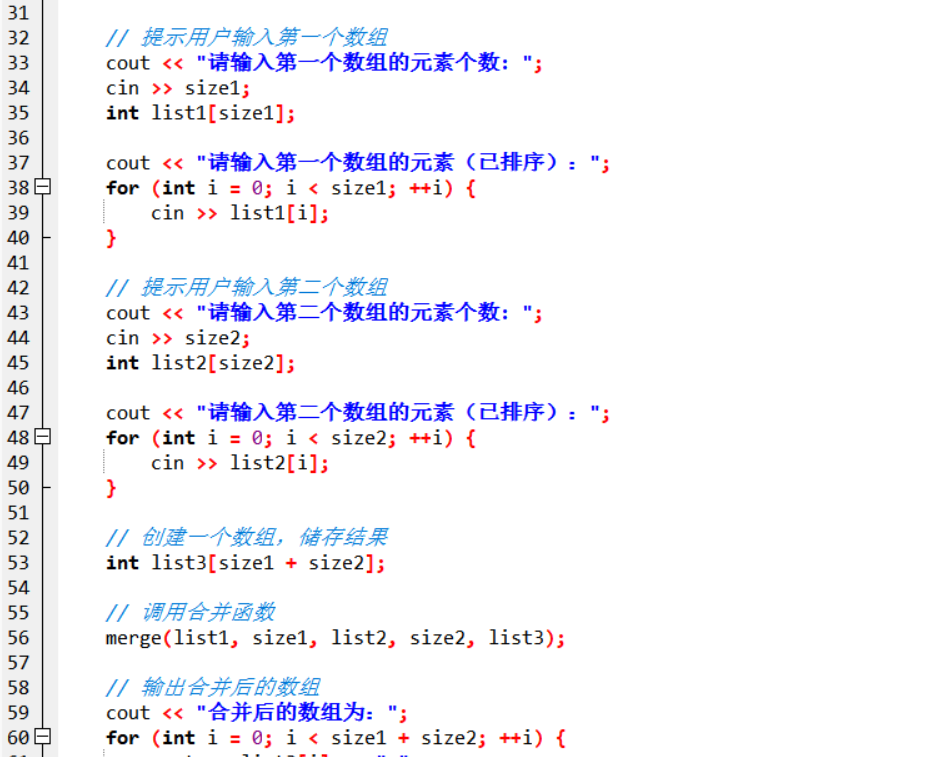 31
32 // 提示用户输入第一个数组
33 cout << "请输入第一个数组的元素个数: ";
34 cin >> size1;
35 int list1[size1];
36
37 cout << "请输入第一个数组的元素（已排序）: ";
38 for (int i = 0; i < size1; ++i) {
39 cin >> list1[i];
40 }
41
42 // 提示用户输入第二个数组
43 cout << "请输入第二个数组的元素个数: ";
44 cin >> size2;
45 int list2[size2];
46
47 cout << "请输入第二个数组的元素（已排序）: ";
48 for (int i = 0; i < size2; ++i) {
49 cin >> list2[i];
50 }
51
52 // 创建一个数组，储存结果
53 int list3[size1 + size2];
54
55 // 调用合并函数
56 merge(list1, size1, list2, size2, list3);
57
58 // 输出合并后的数组
59 cout << "合并后的数组为: ";
60 for (int i = 0; i < size1 + size2; ++i) {